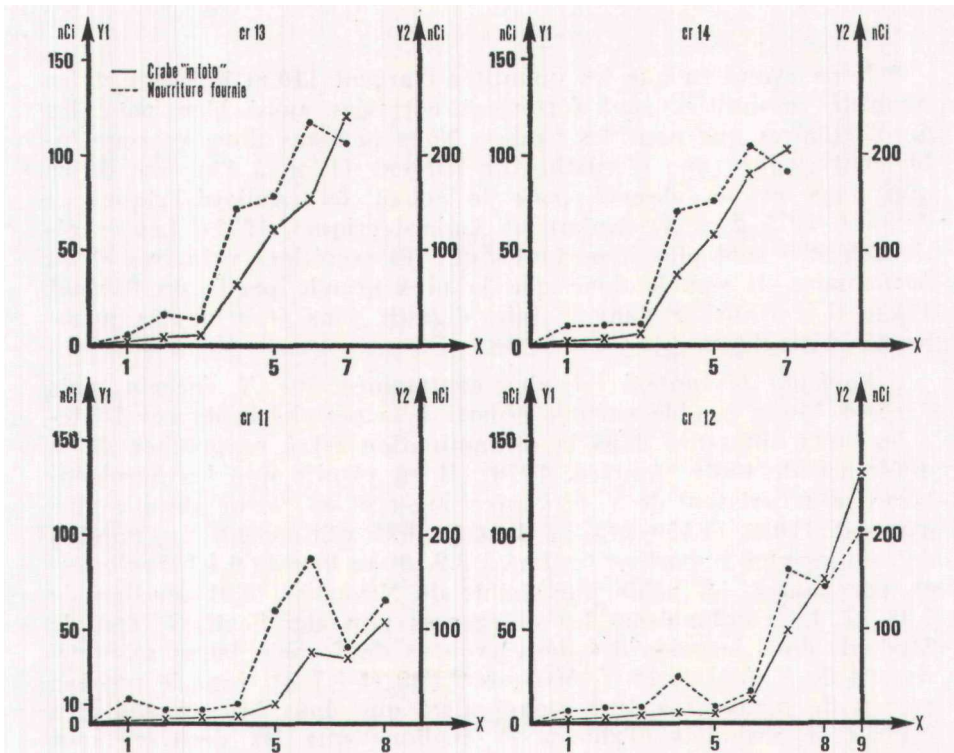 nCi Y1 cr 13 Y2 nCi
150
Crabe "in toto"
Nourriture fournie
100 200
50 100
0 X
1 5 7
nCi Y1 cr 14 Y2 nCi
150
100 200
50 100
0 X
1 5 7
nCi Y1 cr 11 Y2 nCi
150
100 200
50 100
10
0 X
1 5 8
nCi Y1 cr 12 Y2 nCi
150
100 200
50 100
0 X
1 5 8 9